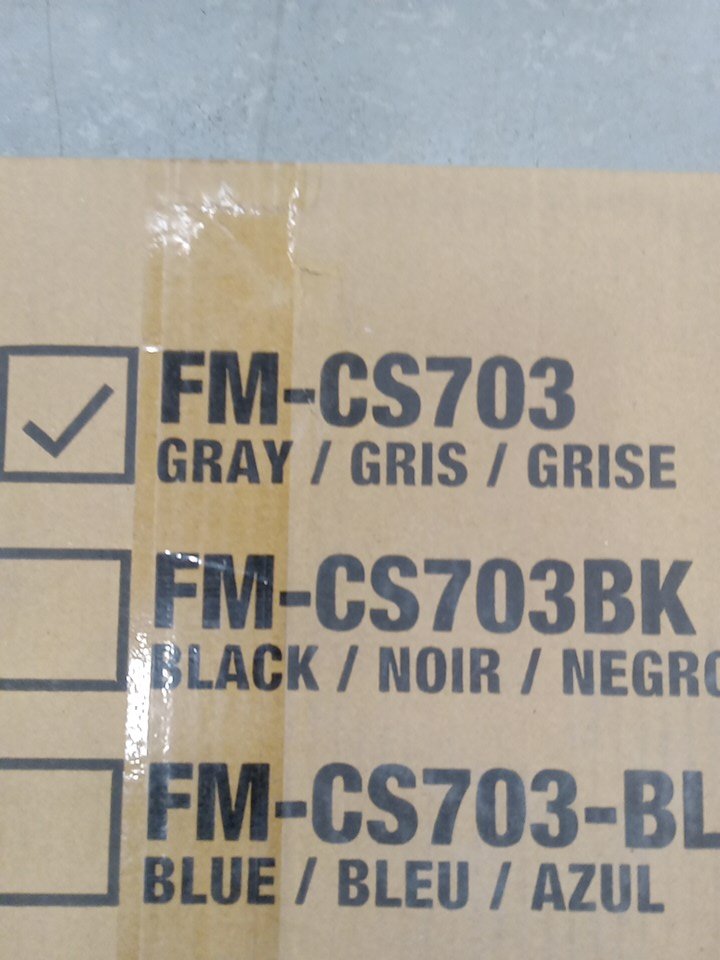 FM-CS703
GRAY / GRIS / GRISE
FM-CS703BK
BLACK / NOIR / NEGRO
FM-CS703-BL
BLUE / BLEU / AZUL